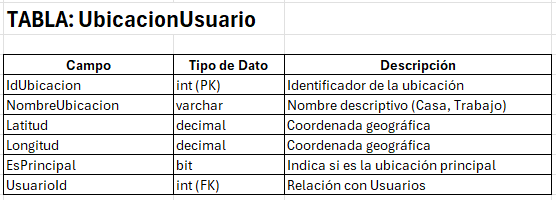 TABLA: UbicacionUsuario
Campo Tipo de Dato Descripción
IdUbicacion int (PK) Identificador de la ubicación
NombreUbicacion varchar Nombre descriptivo (Casa, Trabajo)
Latitud decimal Coordenada geográfica
Longitud decimal Coordenada geográfica
EsPrincipal bit Indica si es la ubicación principal
UsuarioId int (FK) Relación con Usuarios